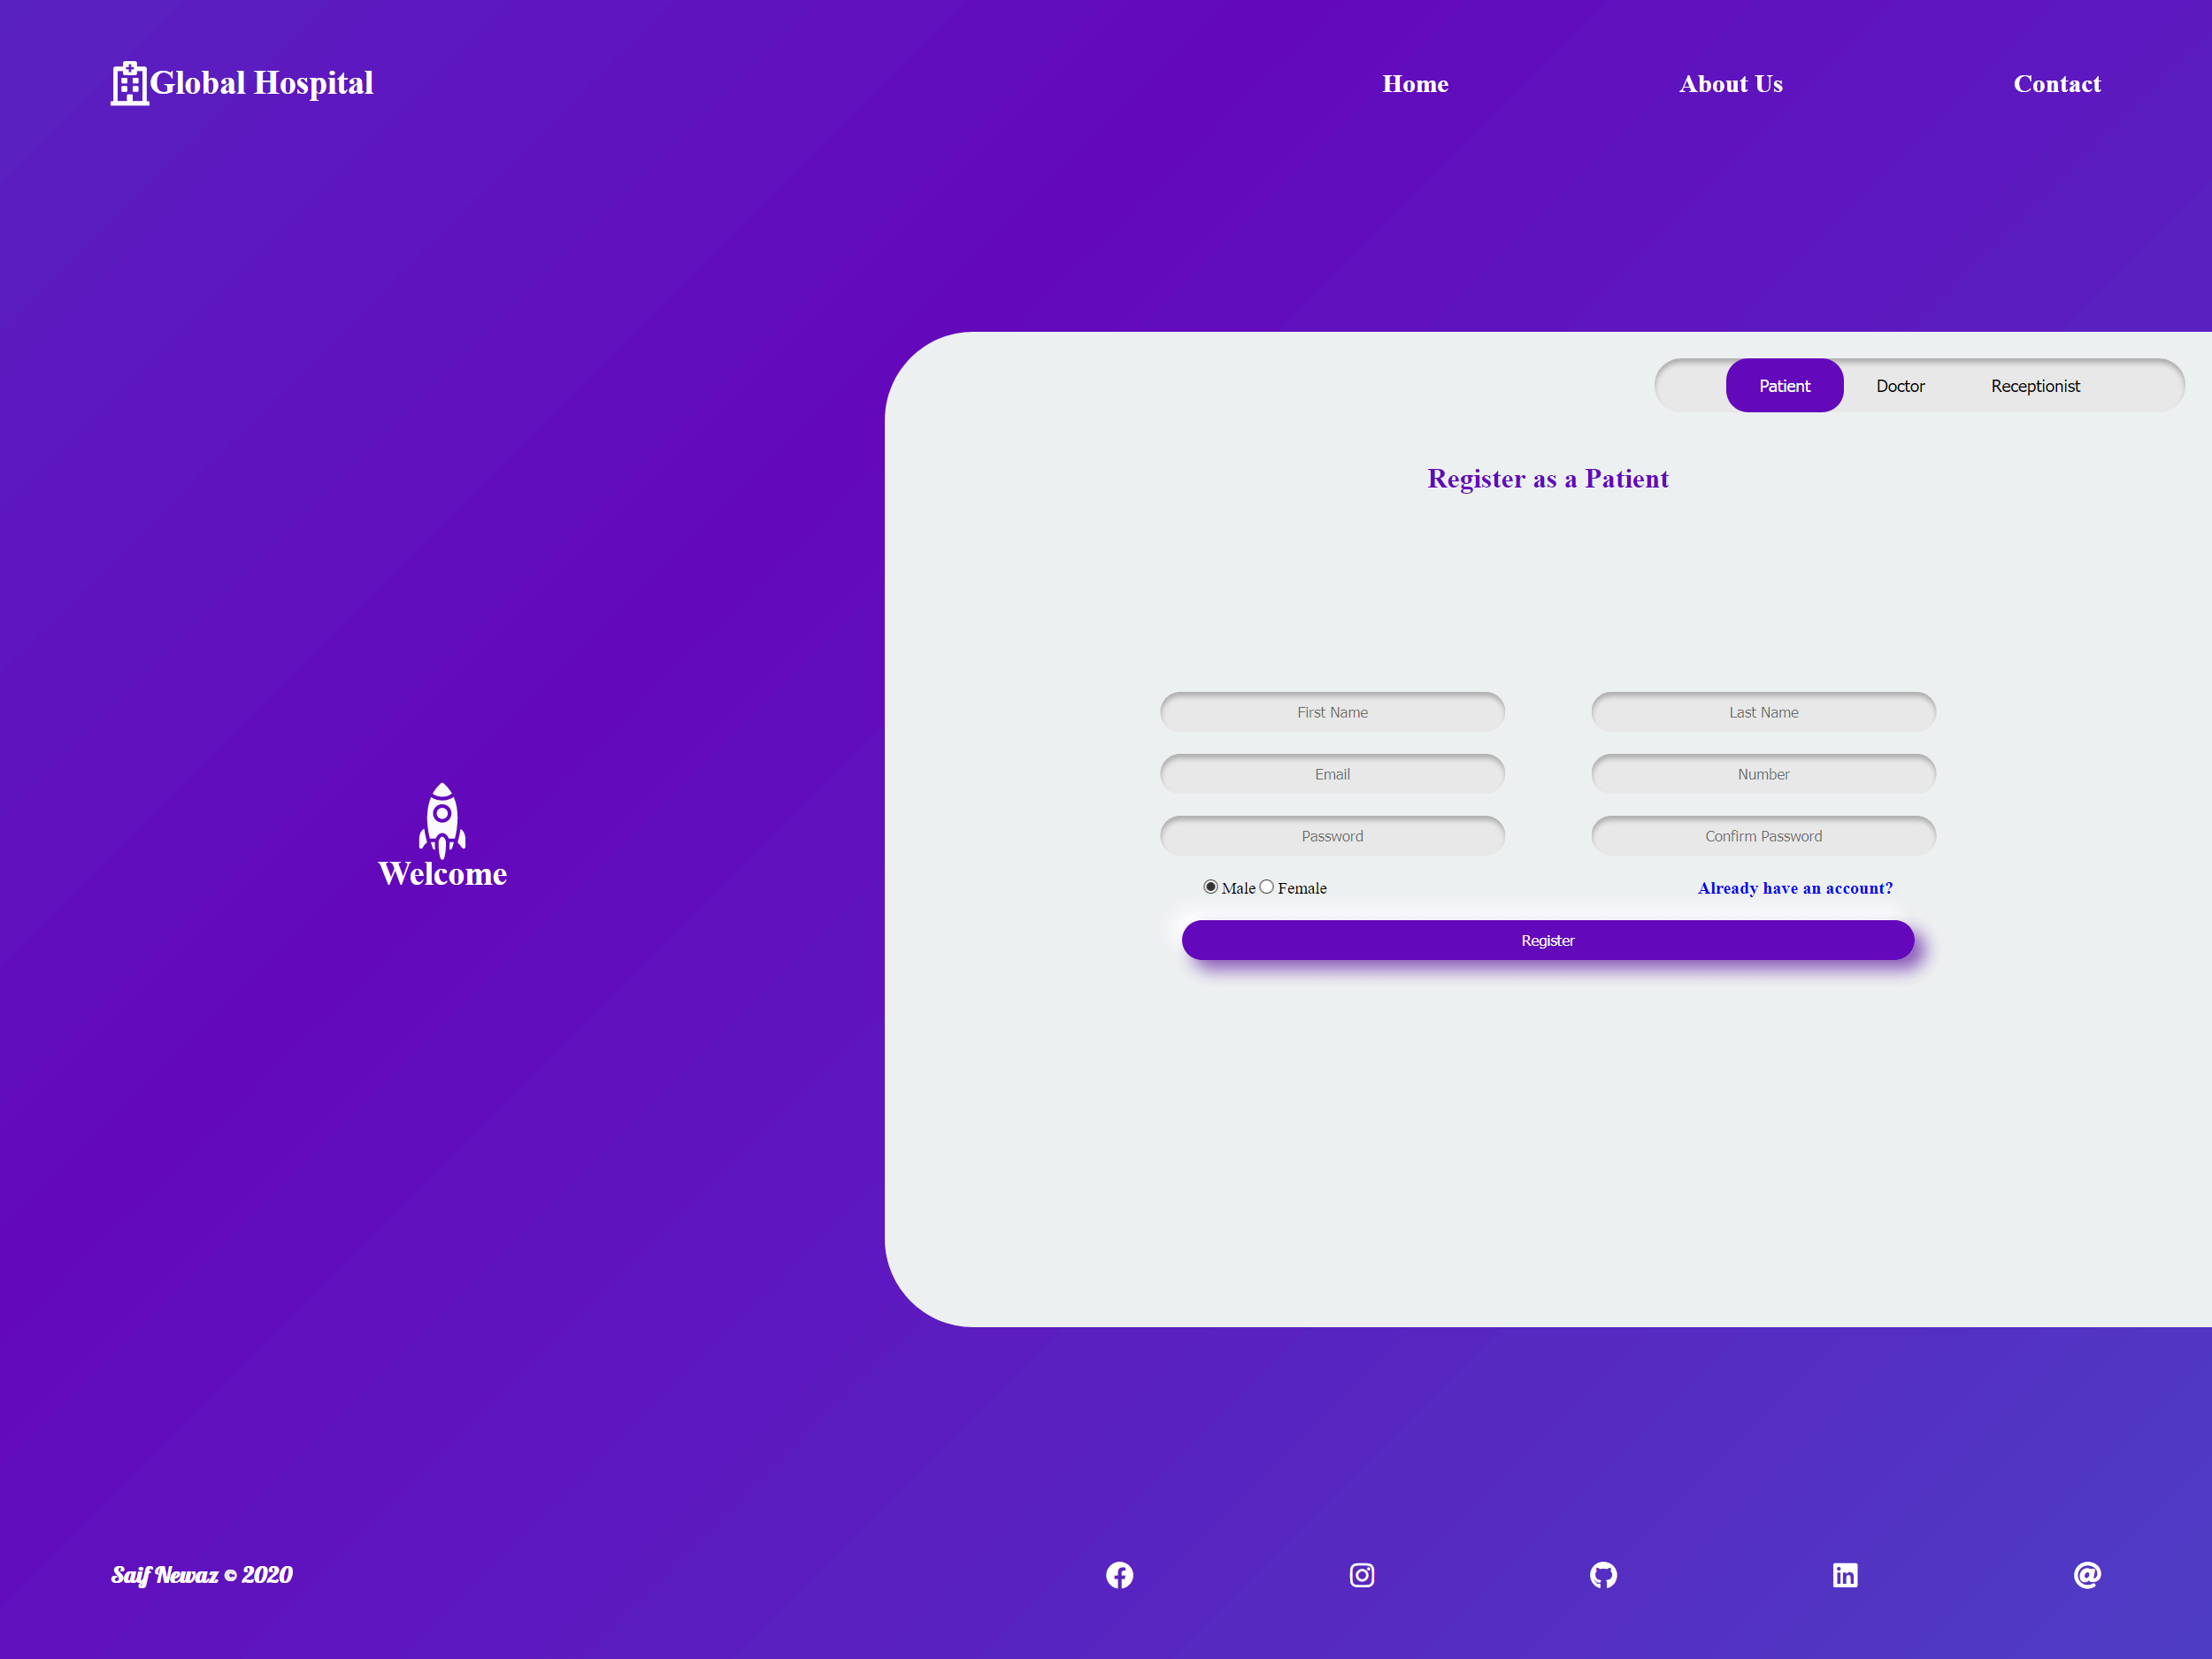 Global Hospital
Home
About Us
Contact
Patient
Doctor
Receptionist
Register as a Patient
First Name
Last Name
Email
Number
Password
Confirm Password
Male
Female
Already have an account?
Register
Welcome
Saif Newaz © 2020